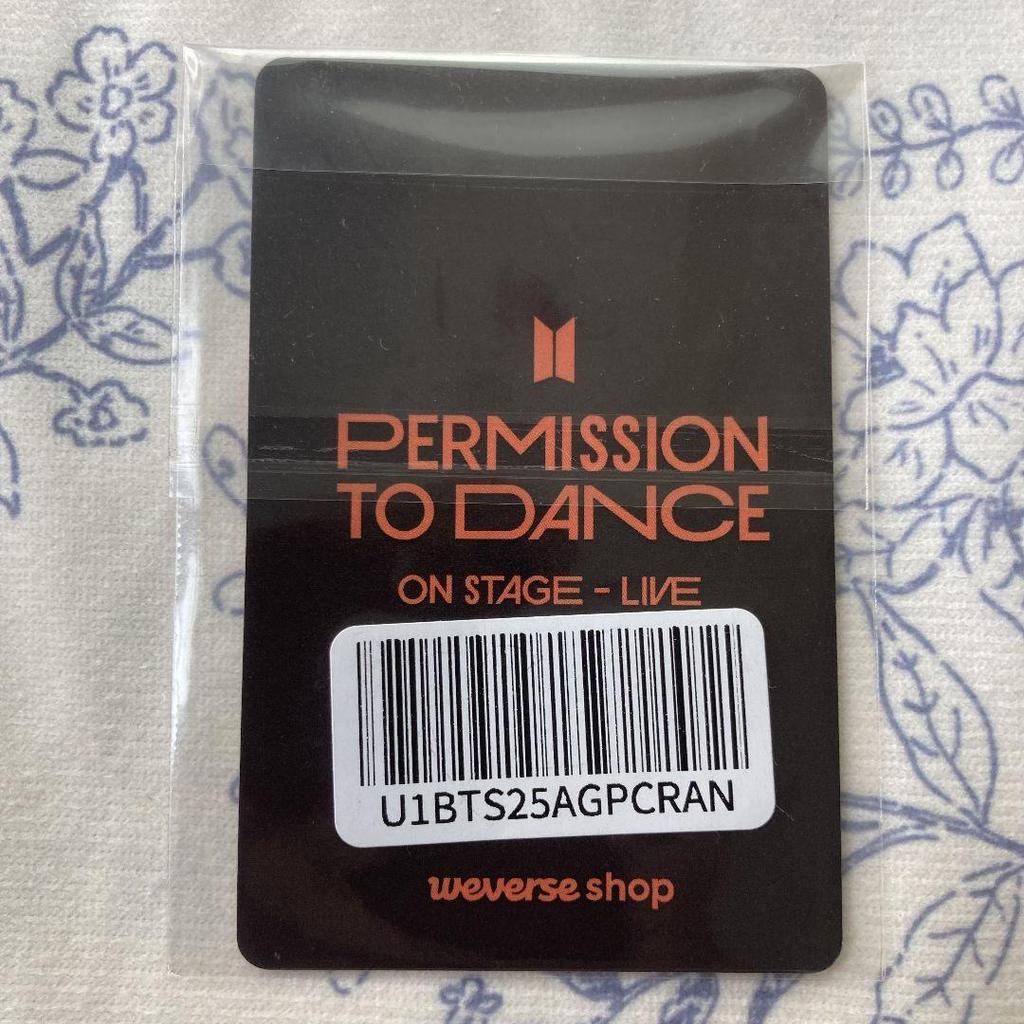 PERMISSION
TO DANCE
ON STAGE - LIVE
U1BTS25AGPCRAN
weverse shop